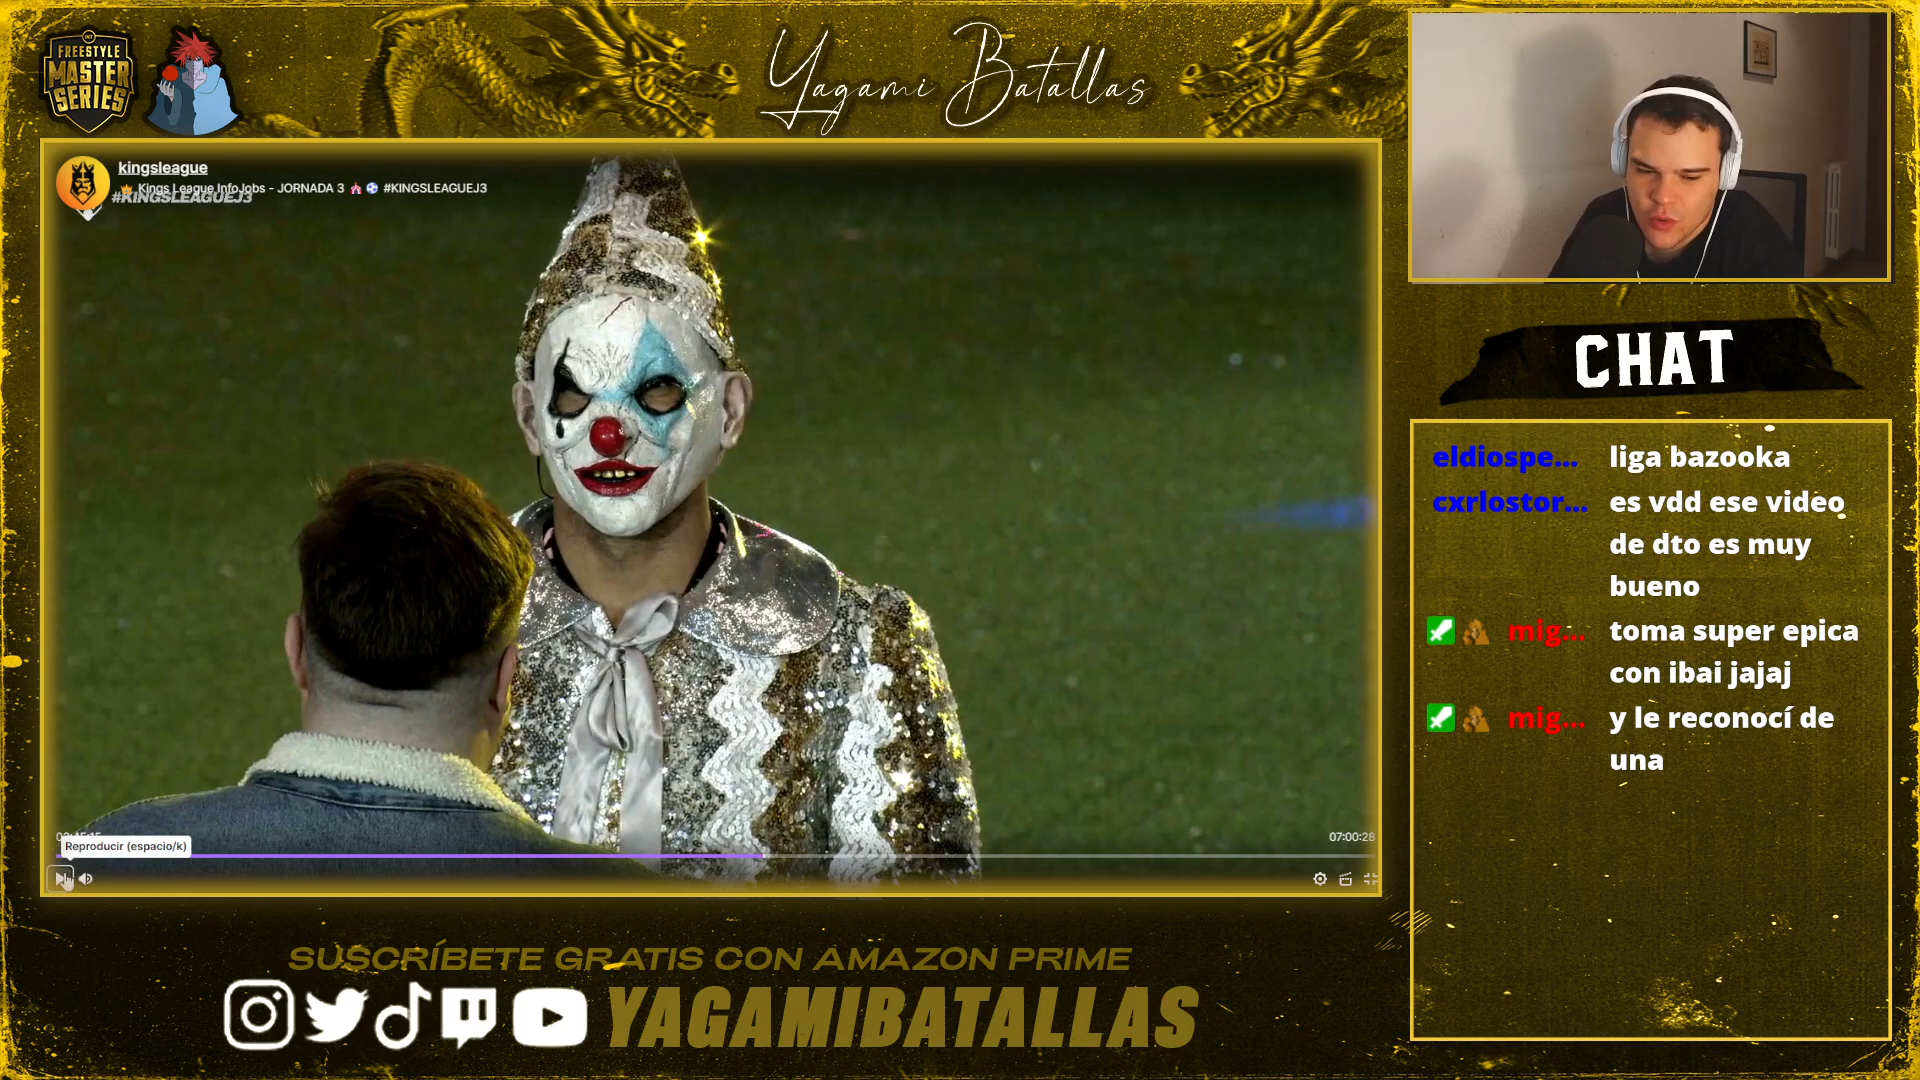 FREESTYLE
MASTER
SERIES
Yagami Batallas
kingsleague
Kings League InfoJobs - JORNADA 3 #KINGSLEAGUEJ3
#KINGSLEAGUEJ3
CHAT
eldiospe... liga bazooka
cxrlostor... es vdd ese video
de dto es muy
bueno
mig... toma super epica
con ibai jajaj
mig... y le reconocí de
una
07:00:28
Reproducir (espacio/k)
SUSCRÍBETE GRATIS CON AMAZON PRIME
YAGAMIBATALLAS